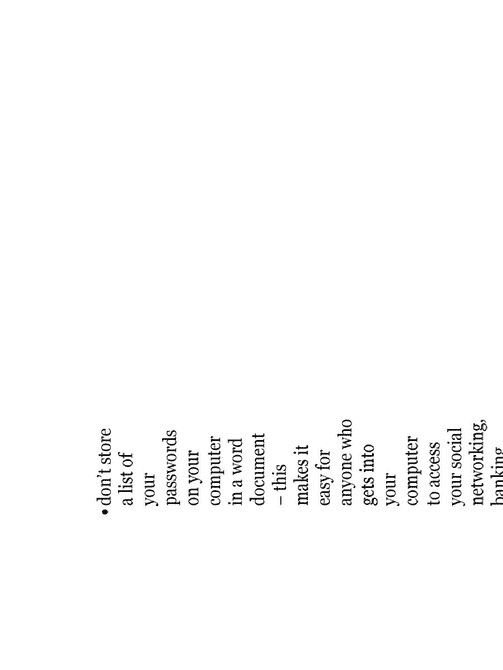 • don't store
a list of
your
passwords
on your
computer
in a word
document
– this
makes it
easy for
anyone who
gets into
your
computer
to access
your social
networking,
banking